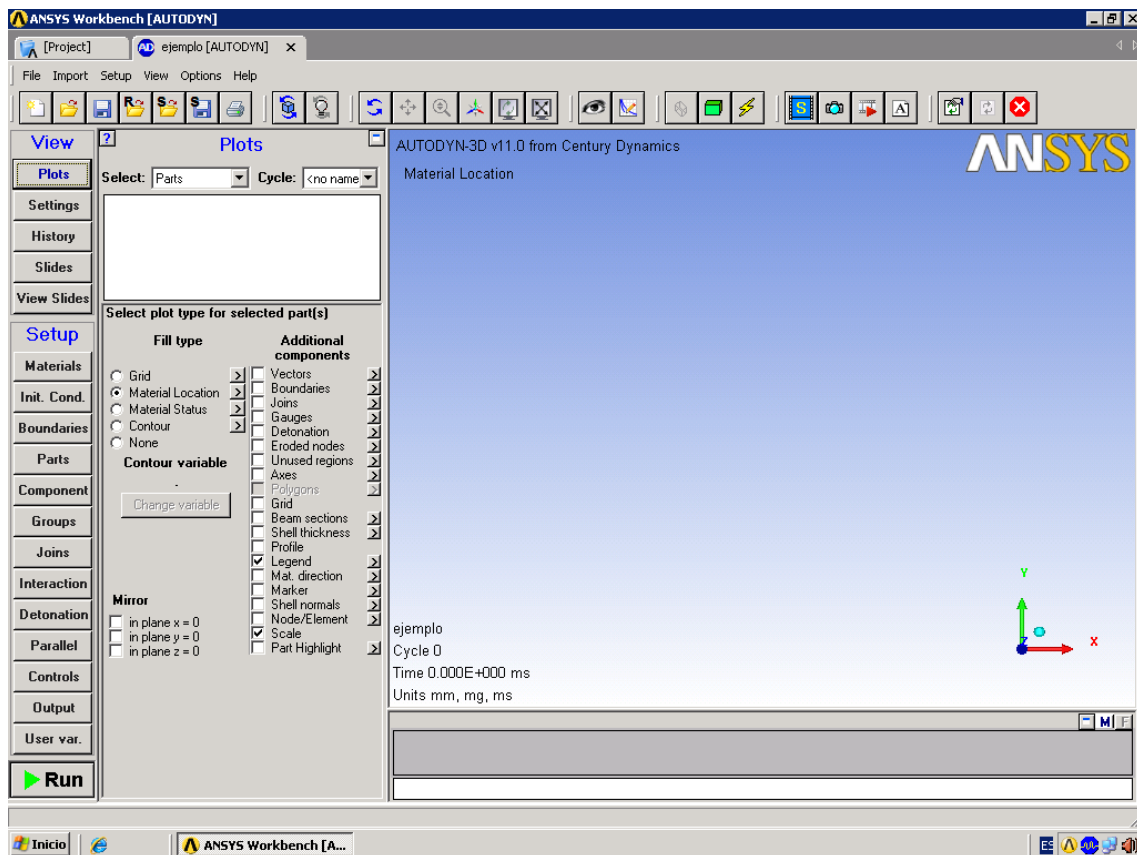 ANSYS Workbench [AUTODYN]
[Project]
AD ejemplo [AUTODYN] X
File Import Setup View Options Help
R S S S A
View
Plots
Settings
History
Slides
View Slides
Setup
Materials
Init. Cond.
Boundaries
Parts
Component
Groups
Joins
Interaction
Detonation
Parallel
Controls
Output
User var.
Run
? Plots
Select: Parts Cycle: <no name
Select plot type for selected part(s)
Fill type
Grid >
Material Location >
Material Status >
Contour >
None
Contour variable
.
Change variable
Mirror
in plane x = 0
in plane y = 0
in plane z = 0
Additional
components
Vectors >
Boundaries >
Joins >
Gauges >
Detonation >
Eroded nodes >
Unused regions >
Axes >
Polygons >
Grid
Beam sections >
Shell thickness >
Profile
Legend >
Mat. direction >
Marker >
Shell normals >
Node/Element >
Scale
Part Highlight >
AUTODYN-3D v11.0 from Century Dynamics
Material Location
ANSYS
Y
Z
X
ejemplo
Cycle 0
Time 0.000E+000 ms
Units mm, mg, ms
M F
Inicio
ANSYS Workbench [A...
ES